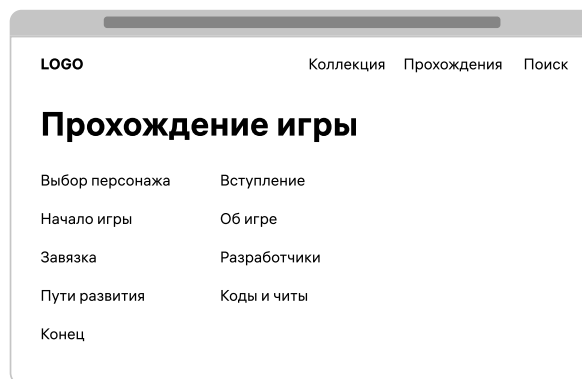 LOGO Коллекция Прохождения Поиск
Прохождение игры
Выбор персонажа Вступление
Начало игры Об игре
Завязка Разработчики
Пути развития Коды и читы
Конец